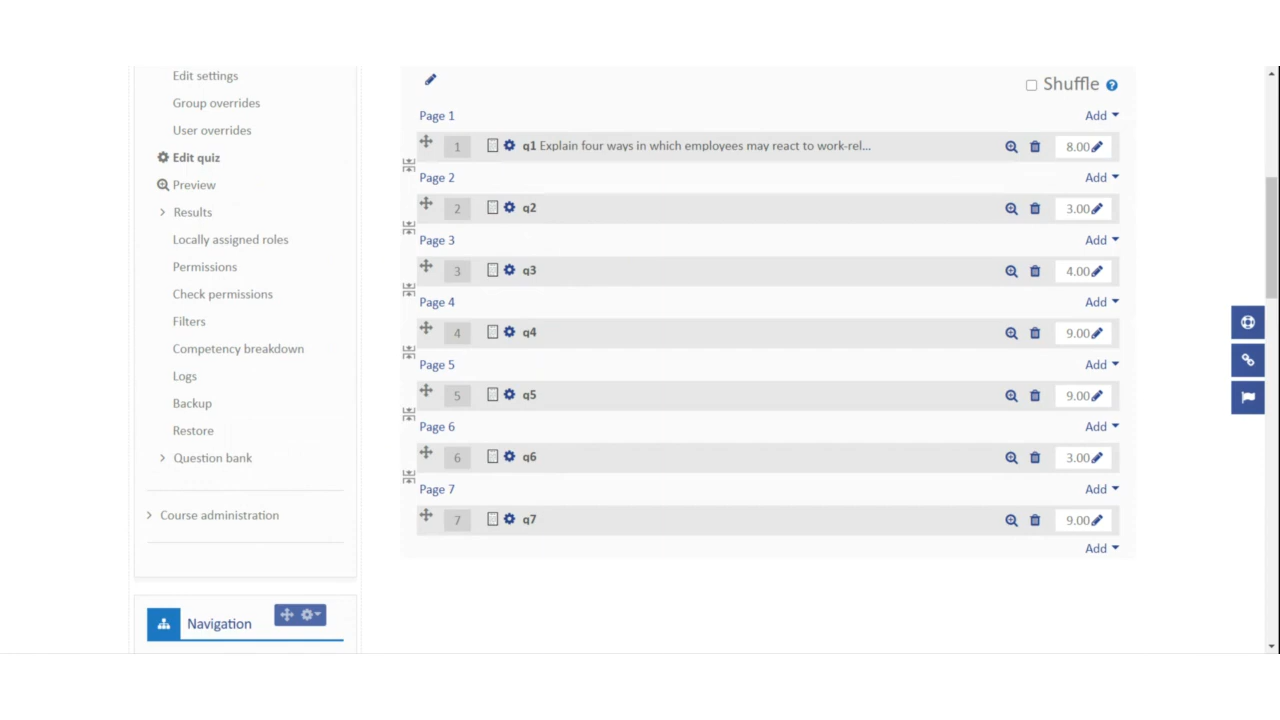 Edit settings
Group overrides
User overrides
Edit quiz
Preview
Results
Locally assigned roles
Permissions
Check permissions
Filters
Competency breakdown
Logs
Backup
Restore
Question bank
Course administration
Navigation
Shuffle
Page 1 Add
1 q1 Explain four ways in which employees may react to work-rel... 8.00
Page 2 Add
2 q2 3.00
Page 3 Add
3 q3 4.00
Page 4 Add
4 q4 9.00
Page 5 Add
5 q5 9.00
Page 6 Add
6 q6 3.00
Page 7 Add
7 q7 9.00
Add